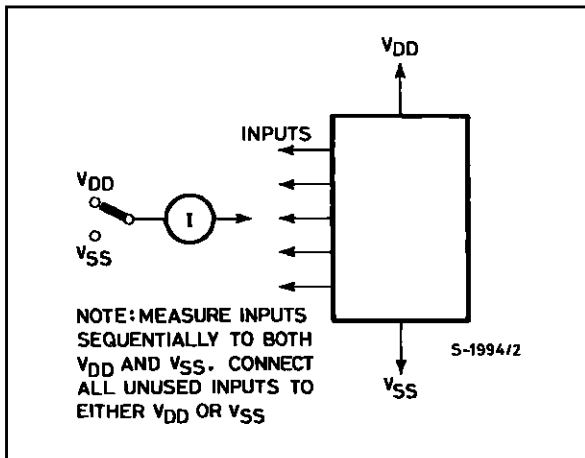 VDD
INPUTS
VDD
I
VSS
NOTE: MEASURE INPUTS
SEQUENTIALLY TO BOTH
VDD AND VSS. CONNECT
ALL UNUSED INPUTS TO
EITHER VDD OR VSS
S-1994/2
VSS